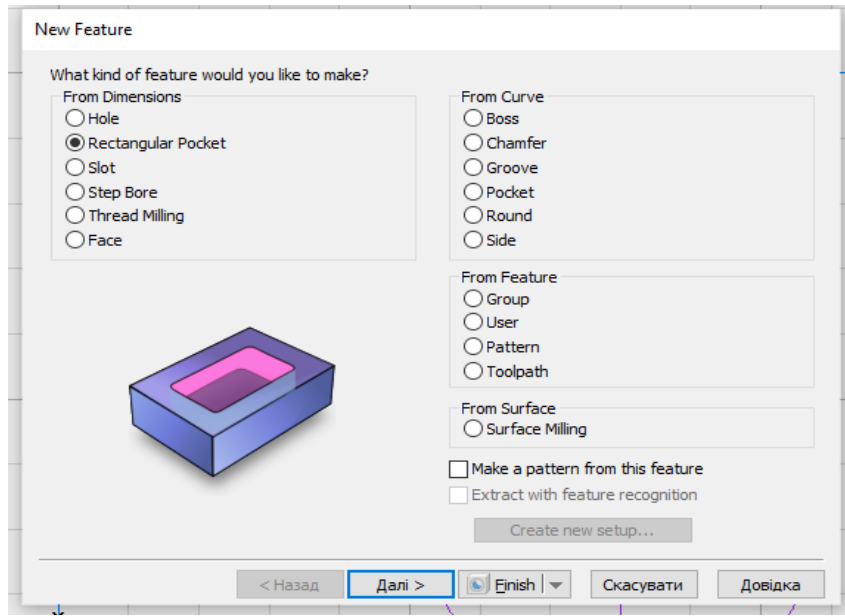 New Feature
What kind of feature would you like to make?
From Dimensions
Hole
Rectangular Pocket
Slot
Step Bore
Thread Milling
Face
From Curve
Boss
Chamfer
Groove
Pocket
Round
Side
From Feature
Group
User
Pattern
Toolpath
From Surface
Surface Milling
Make a pattern from this feature
Extract with feature recognition
Create new setup...
< Назад Далі > Finish Скасувати Довідка